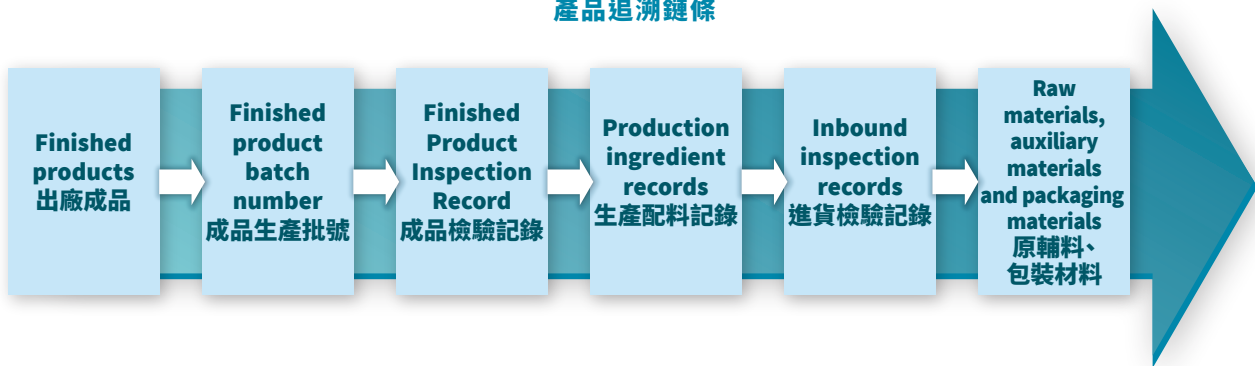 產品追溯鏈條
Finished
products
出廠成品
Finished
product
batch
number
成品生產批號
Finished
Product
Inspection
Record
成品檢驗記錄
Production
ingredient
records
生產配料記錄
Inbound
inspection
records
進貨檢驗記錄
Raw
materials,
auxiliary
materials
and packaging
materials
原輔料、
包裝材料